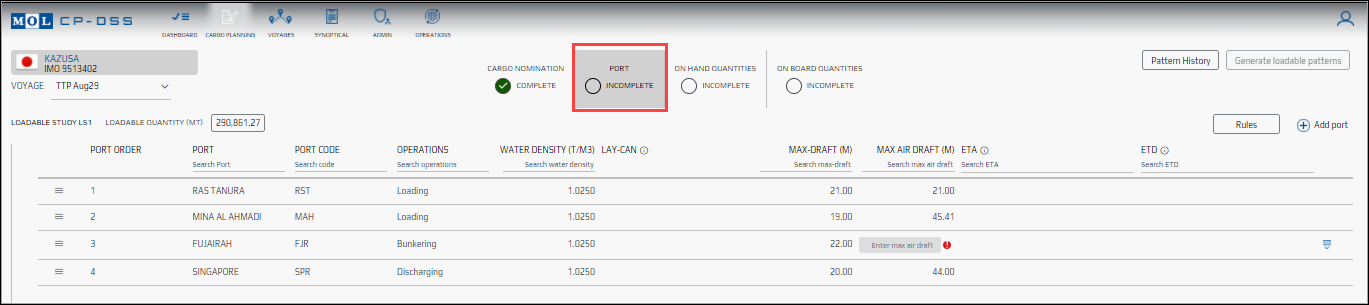 MOL CP-DSS
DASHBOARD CARGO PLANNING VOYAGES SYNOPTICAL ADMIN OPERATIONS
KAZUSA
IMO 9513402
VOYAGE TTP Aug29
CARGO NOMINATION PORT ON HAND QUANTITIES ON BOARD QUANTITIES
COMPLETE INCOMPLETE INCOMPLETE INCOMPLETE
Pattern History Generate loadable patterns
LOADABLE STUDY LS1 LOADABLE QUANTITY (MT) 290,861.27 Rules Add port
PORT ORDER PORT PORT CODE OPERATIONS WATER DENSITY (T/M3) LAY-CAN MAX-DRAFT (M) MAX AIR DRAFT (M) ETA ETD
Search Port Search code Search operations Search water density Search max-draft Search max air draft Search ETA Search ETD
1 RAS TANURA RST Loading 1.0250 21.00 21.00
2 MINA AL AHMADI MAH Loading 1.0250 19.00 45.41
3 FUJAIRAH FJR Bunkering 1.0250 22.00 Enter max air draft
4 SINGAPORE SPR Discharging 1.0250 20.00 44.00